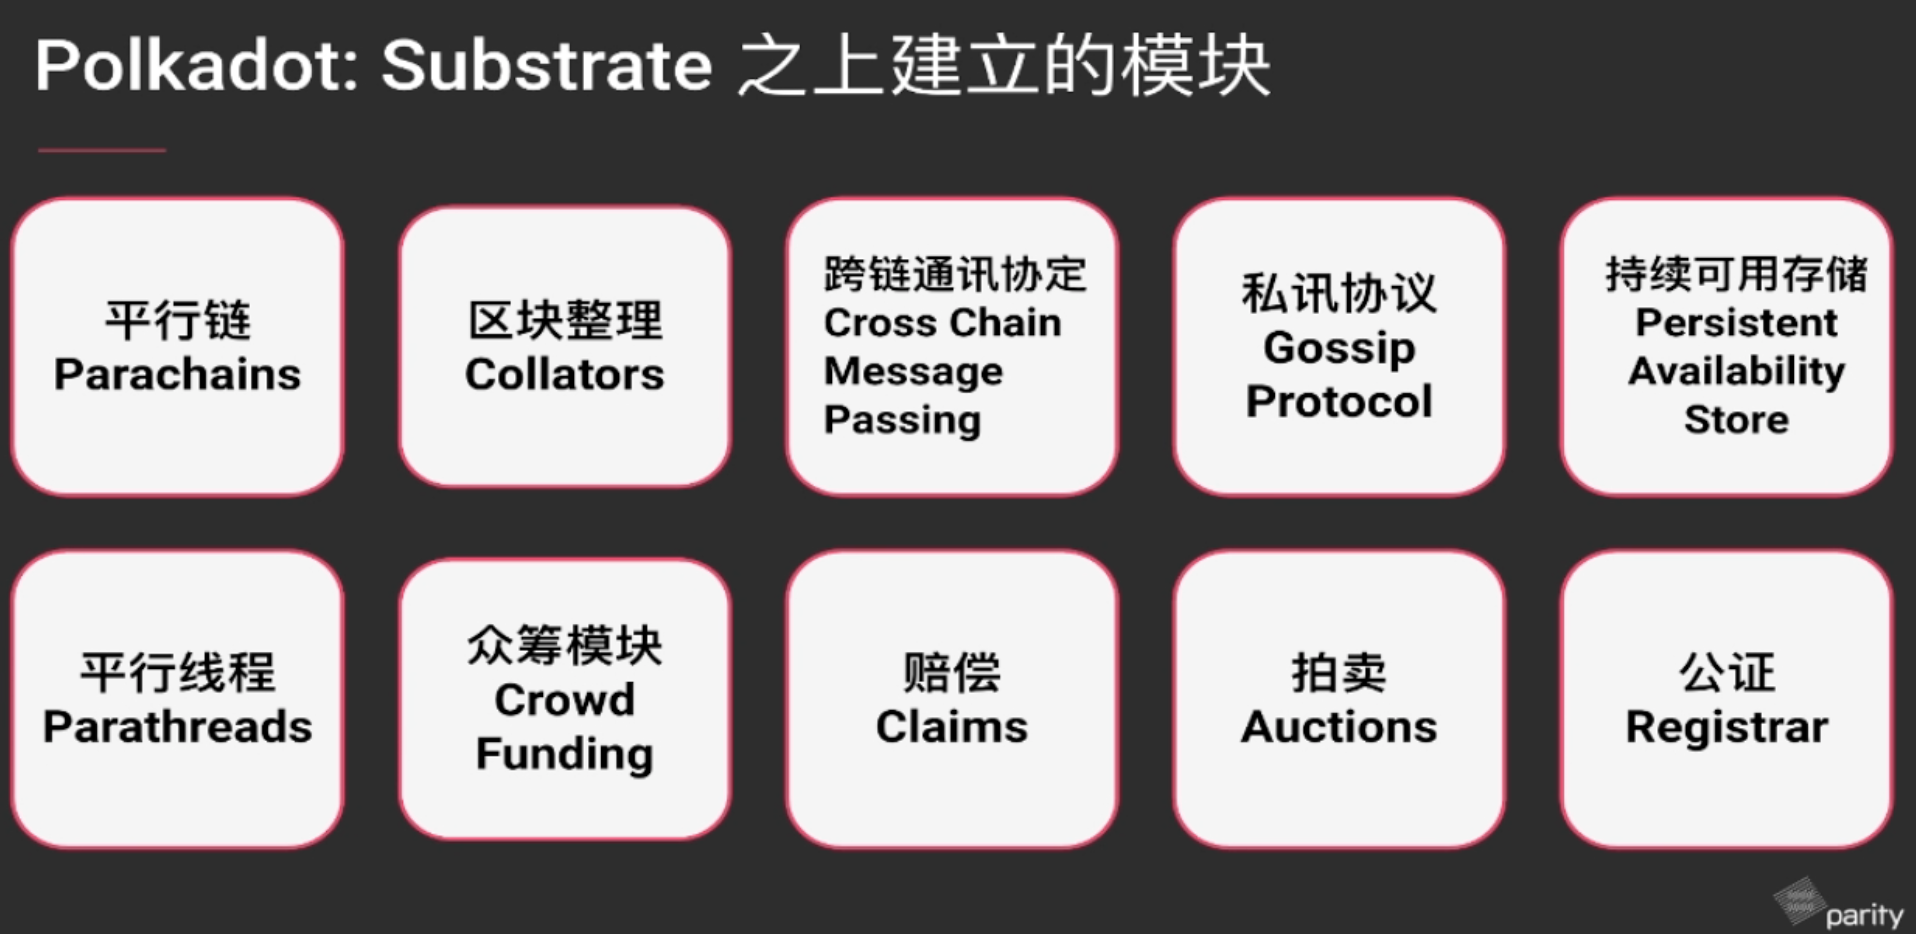 Polkadot: Substrate 之上建立的模块
平行链
Parachains
区块整理
Collators
跨链通讯协定
Cross Chain
Message
Passing
私讯协议
Gossip
Protocol
持续可用存储
Persistent
Availability
Store
平行线程
Parathreads
众筹模块
Crowd
Funding
赔偿
Claims
拍卖
Auctions
公证
Registrar
parity